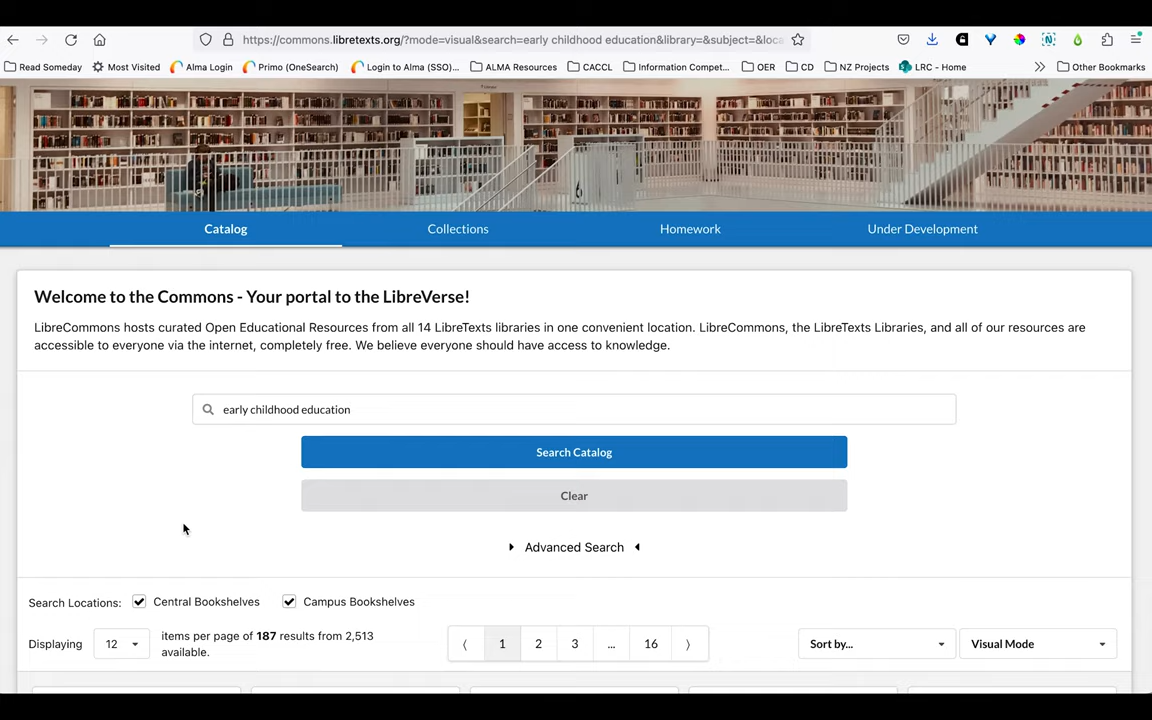 https://commons.libretexts.org/?mode=visual&search=early childhood education&library=&subject=&loca
Read Someday Most Visited Alma Login Primo (OneSearch) Login to Alma (SSO)... ALMA Resources CACCL Information Compet... OER CD NZ Projects LRC - Home Other Bookmarks
Catalog Collections Homework Under Development
Welcome to the Commons - Your portal to the LibreVerse!
LibreCommons hosts curated Open Educational Resources from all 14 LibreTexts libraries in one convenient location. LibreCommons, the LibreTexts Libraries, and all of our resources are
accessible to everyone via the internet, completely free. We believe everyone should have access to knowledge.
early childhood education
Search Catalog
Clear
Advanced Search
Search Locations: Central Bookshelves Campus Bookshelves
Displaying 12 items per page of 187 results from 2,513
available.
1 2 3 ... 16
Sort by... Visual Mode